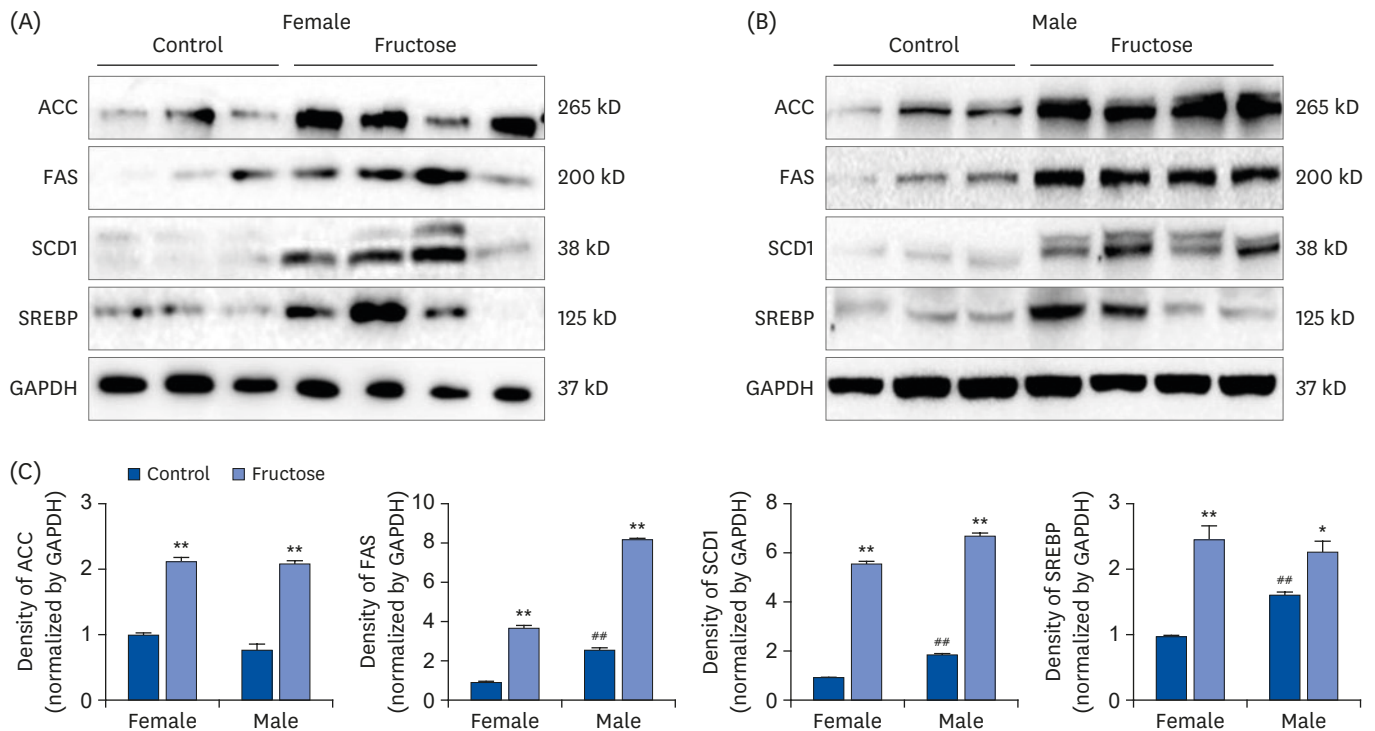 (A)
Female
Control Fructose
ACC 265 kD
FAS 200 kD
SCD1 38 kD
SREBP 125 kD
GAPDH 37 kD
(B)
Male
Control Fructose
ACC 265 kD
FAS 200 kD
SCD1 38 kD
SREBP 125 kD
GAPDH 37 kD
(C)
Control Fructose
Density of ACC
(normalized by GAPDH)
3
2
1
0
**
**
Female Male
Density of FAS
(normalized by GAPDH)
10
8
6
4
2
0
**
##
**
Female Male
Density of SCD1
(normalized by GAPDH)
8
6
4
2
0
**
##
**
Female Male
Density of SREBP
(normalized by GAPDH)
3
2
1
0
**
##
*
Female Male